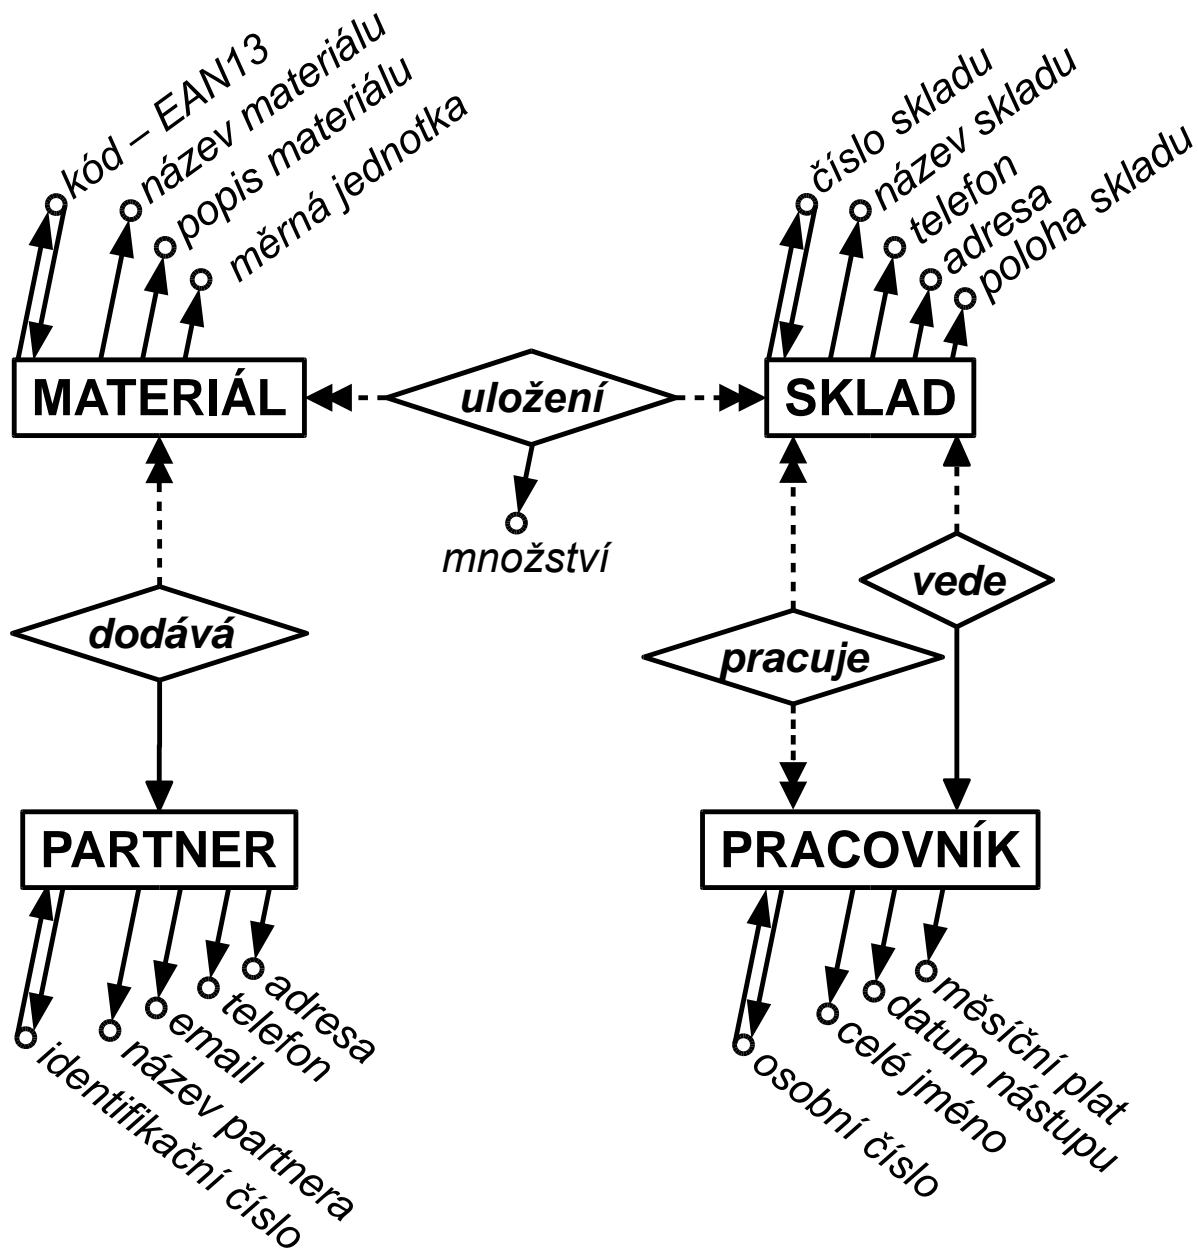 kód – EAN13
název materiálu
popis materiálu
měrná jednotka
číslo skladu
název skladu
telefon
adresa
poloha skladu
MATERIÁL
uložení
SKLAD
množství
vede
dodává
pracuje
PARTNER
PRACOVNÍK
identifikační číslo
název partnera
email
telefon
adresa
osobní číslo
celé jméno
datum nástupu
měsíční plat